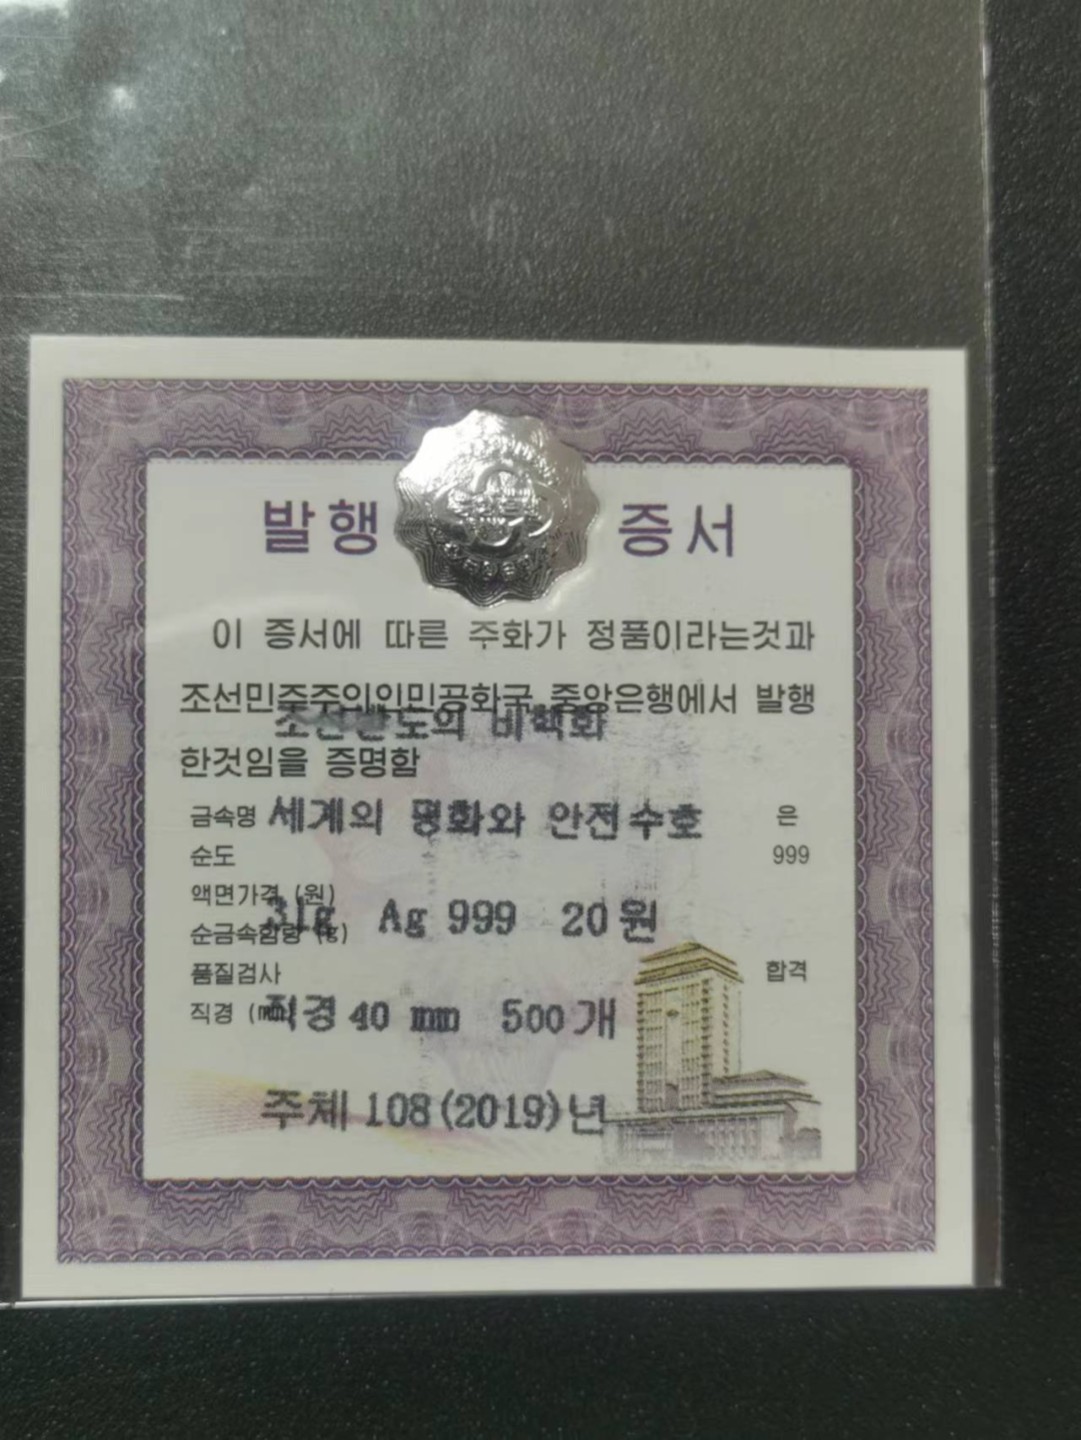 발행 증서
이 증서에 따른 주화가 정품이라는것과
조선민주주의인민공화국 중앙은행에서 발행
조선반도의 비핵화
한것임을 증명함
금속명 은
세계의 평화와 안전수호
순도 999
액면가격 (원)
31g Ag 999 20원
순금속함량 (g)
품질검사 합격
직경 (mm)
직경 40 mm 500개
주체 108 (2019)년